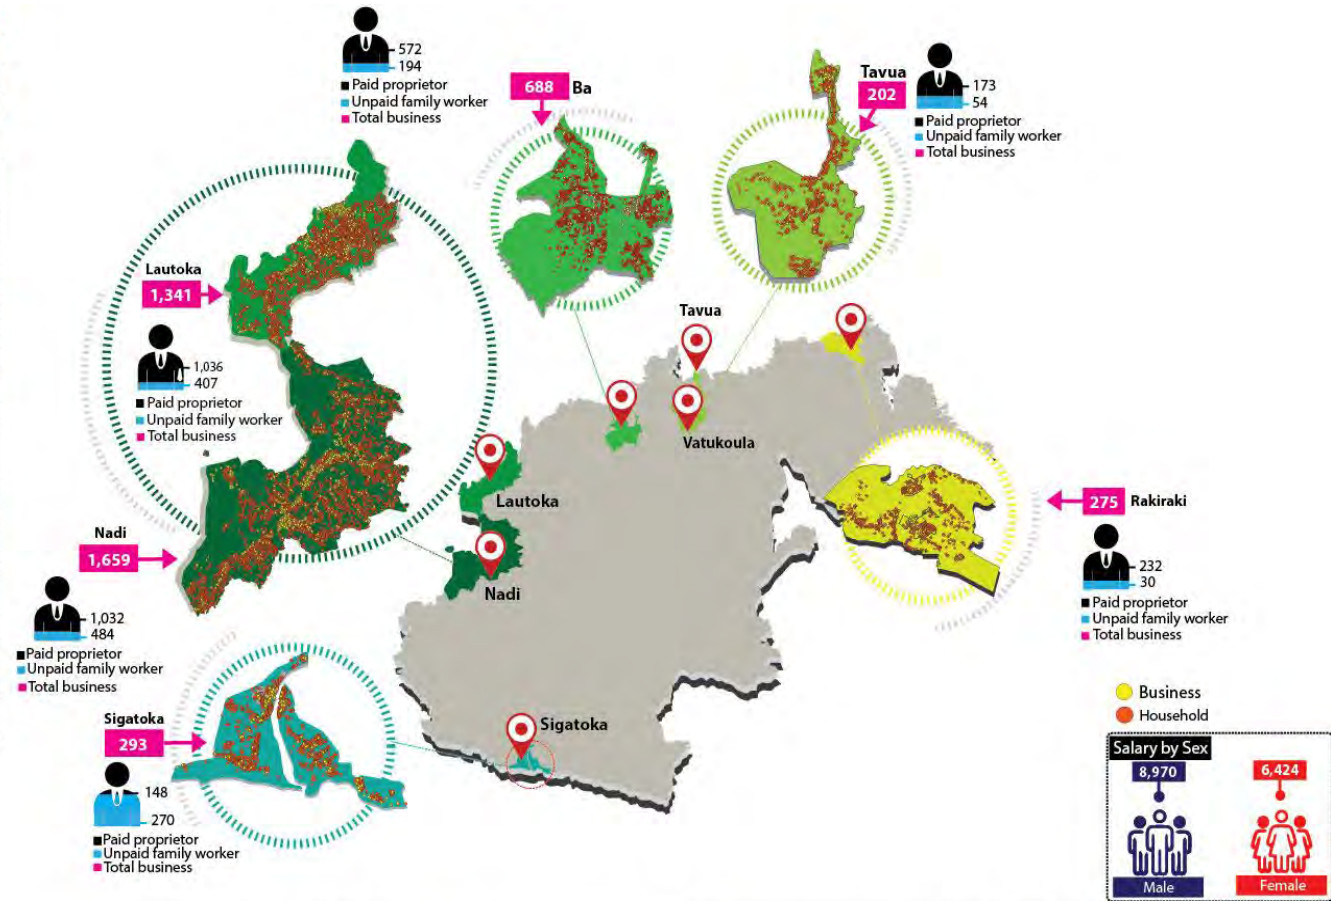 572
194
Paid proprietor
Unpaid family worker
Total business
688 Ba
Tavua
202
173
54
Paid proprietor
Unpaid family worker
Total business
Lautoka
1,341
1,036
407
Paid proprietor
Unpaid family worker
Total business
Tavua
Vatukoula
Lautoka
Nadi
275 Rakiraki
232
30
Paid proprietor
Unpaid family worker
Total business
Nadi
1,659
1,032
484
Paid proprietor
Unpaid family worker
Total business
Sigatoka
Sigatoka
293
148
270
Paid proprietor
Unpaid family worker
Total business
Business
Household
Salary by Sex
8,970
6,424
Male
Female